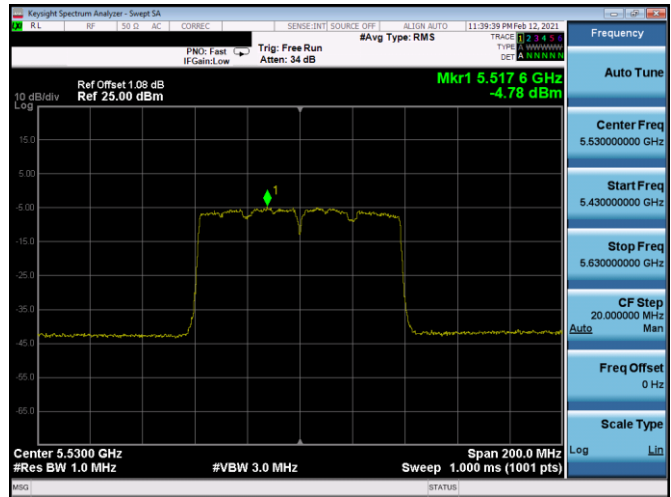 Keysight Spectrum Analyzer - Swept SA
RL RF 50 Ω AC CORREC SENSE:INT SOURCE OFF ALIGN AUTO 11:39:39 PM Feb 12, 2021
#Avg Type: RMS
TRACE 1 2 3 4 5 6
PNO: Fast Trig: Free Run TYPE A WWWWW
IFGain:Low Atten: 34 dB DET A N N N N N
Mkr1 5.517 6 GHz
-4.78 dBm
Ref Offset 1.08 dB
10 dB/div Ref 25.00 dBm
Log
15.0
5.00
-5.00
-15.0
-25.0
-35.0
-45.0
-55.0
-65.0
1
Center 5.5300 GHz Span 200.0 MHz
#Res BW 1.0 MHz #VBW 3.0 MHz Sweep 1.000 ms (1001 pts)
MSG STATUS
Frequency
Auto Tune
Center Freq
5.530000000 GHz
Start Freq
5.430000000 GHz
Stop Freq
5.630000000 GHz
CF Step
20.000000 MHz
Auto Man
Freq Offset
0 Hz
Scale Type
Log Lin